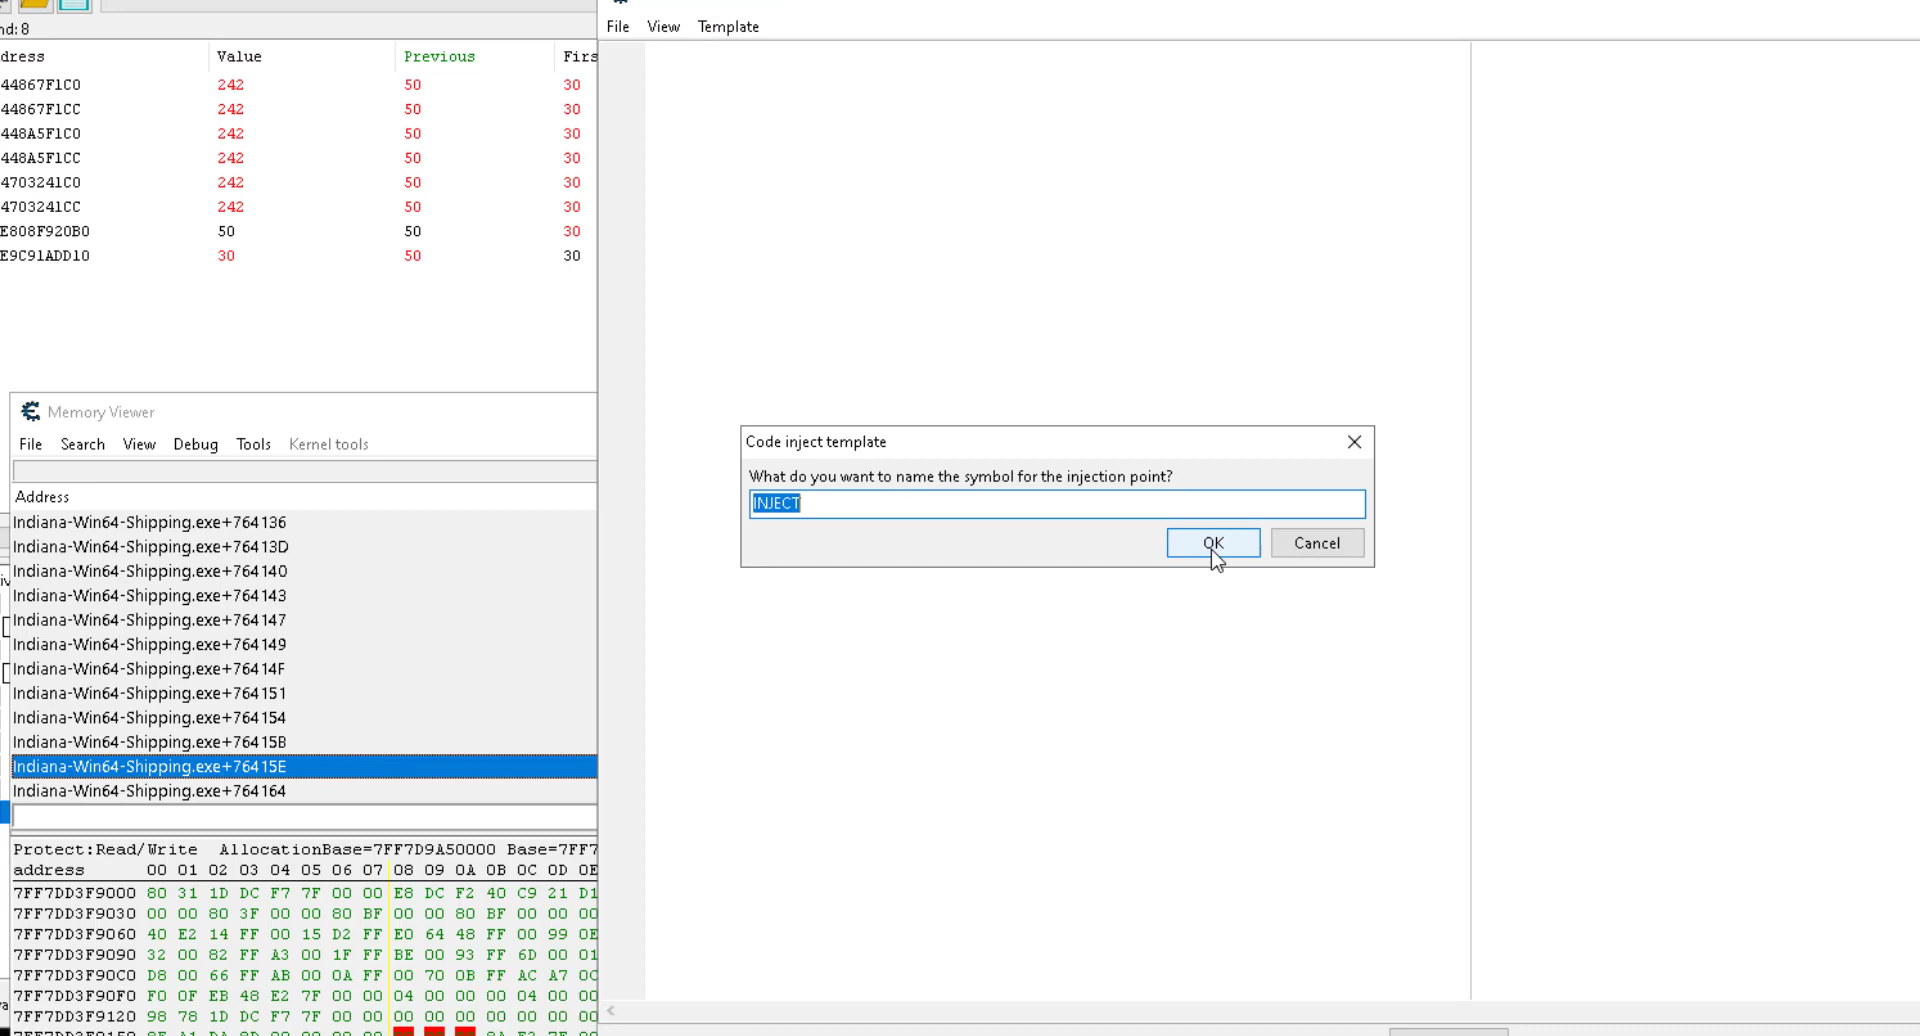 nd: 8
dress Value Previous Firs
44867F1C0 242 50 30
44867F1CC 242 50 30
448A5F1C0 242 50 30
448A5F1CC 242 50 30
4703241C0 242 50 30
4703241CC 242 50 30
E808F920B0 50 50 30
E9C91ADD10 30 50 30
File View Template
Code inject template
What do you want to name the symbol for the injection point?
INJECT
OK Cancel
Memory Viewer
File Search View Debug Tools Kernel tools
Address
Indiana-Win64-Shipping.exe+764136
Indiana-Win64-Shipping.exe+76413D
Indiana-Win64-Shipping.exe+764140
Indiana-Win64-Shipping.exe+764143
Indiana-Win64-Shipping.exe+764147
Indiana-Win64-Shipping.exe+764149
Indiana-Win64-Shipping.exe+76414F
Indiana-Win64-Shipping.exe+764151
Indiana-Win64-Shipping.exe+764154
Indiana-Win64-Shipping.exe+76415B
Indiana-Win64-Shipping.exe+76415E
Indiana-Win64-Shipping.exe+764164
Protect:Read/Write AllocationBase=7FF7D9A50000 Base=7FF7
address 00 01 02 03 04 05 06 07 08 09 0A 0B 0C 0D 0E
7FF7DD3F9000 80 31 1D DC F7 7F 00 00 E8 DC F2 40 C9 21 D1
7FF7DD3F9030 00 00 80 3F 00 00 80 BF 00 00 80 BF 00 00 00
7FF7DD3F9060 40 E2 14 FF 00 15 D2 FF E0 64 48 FF 00 99 0E
7FF7DD3F9090 32 00 82 FF A3 00 1F FF BE 00 93 FF 6D 00 01
7FF7DD3F90C0 D8 00 66 FF AB 00 0A FF 00 70 0B FF AC A7 0C
7FF7DD3F90F0 F0 0F EB 48 E2 7F 00 00 04 00 00 00 04 00 00
7FF7DD3F9120 98 78 1D DC F7 7F 00 00 00 00 00 00 00 00 00